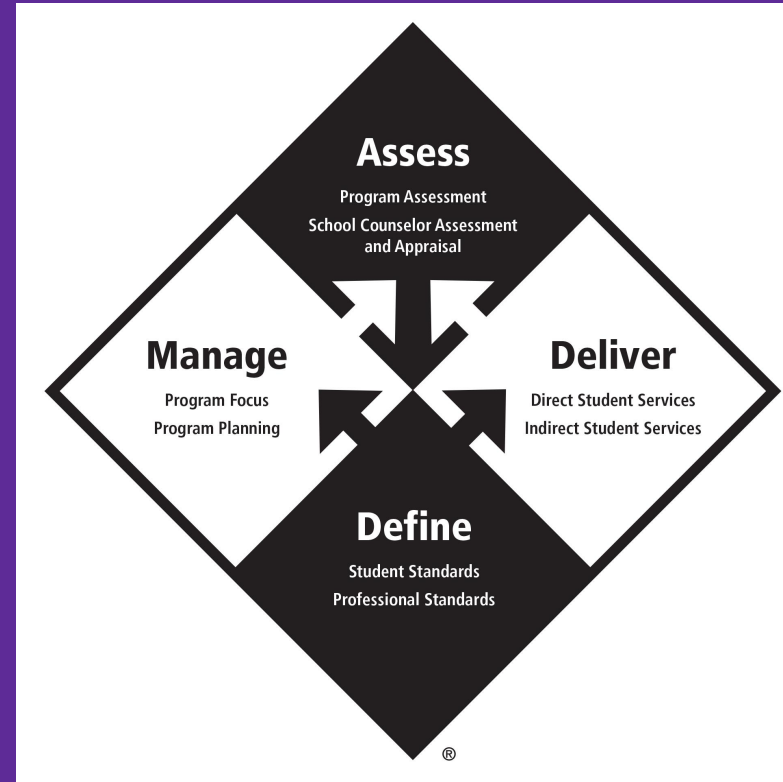 Assess
Program Assessment
School Counselor Assessment
and Appraisal
Manage
Program Focus
Program Planning
Deliver
Direct Student Services
Indirect Student Services
Define
Student Standards
Professional Standards
®